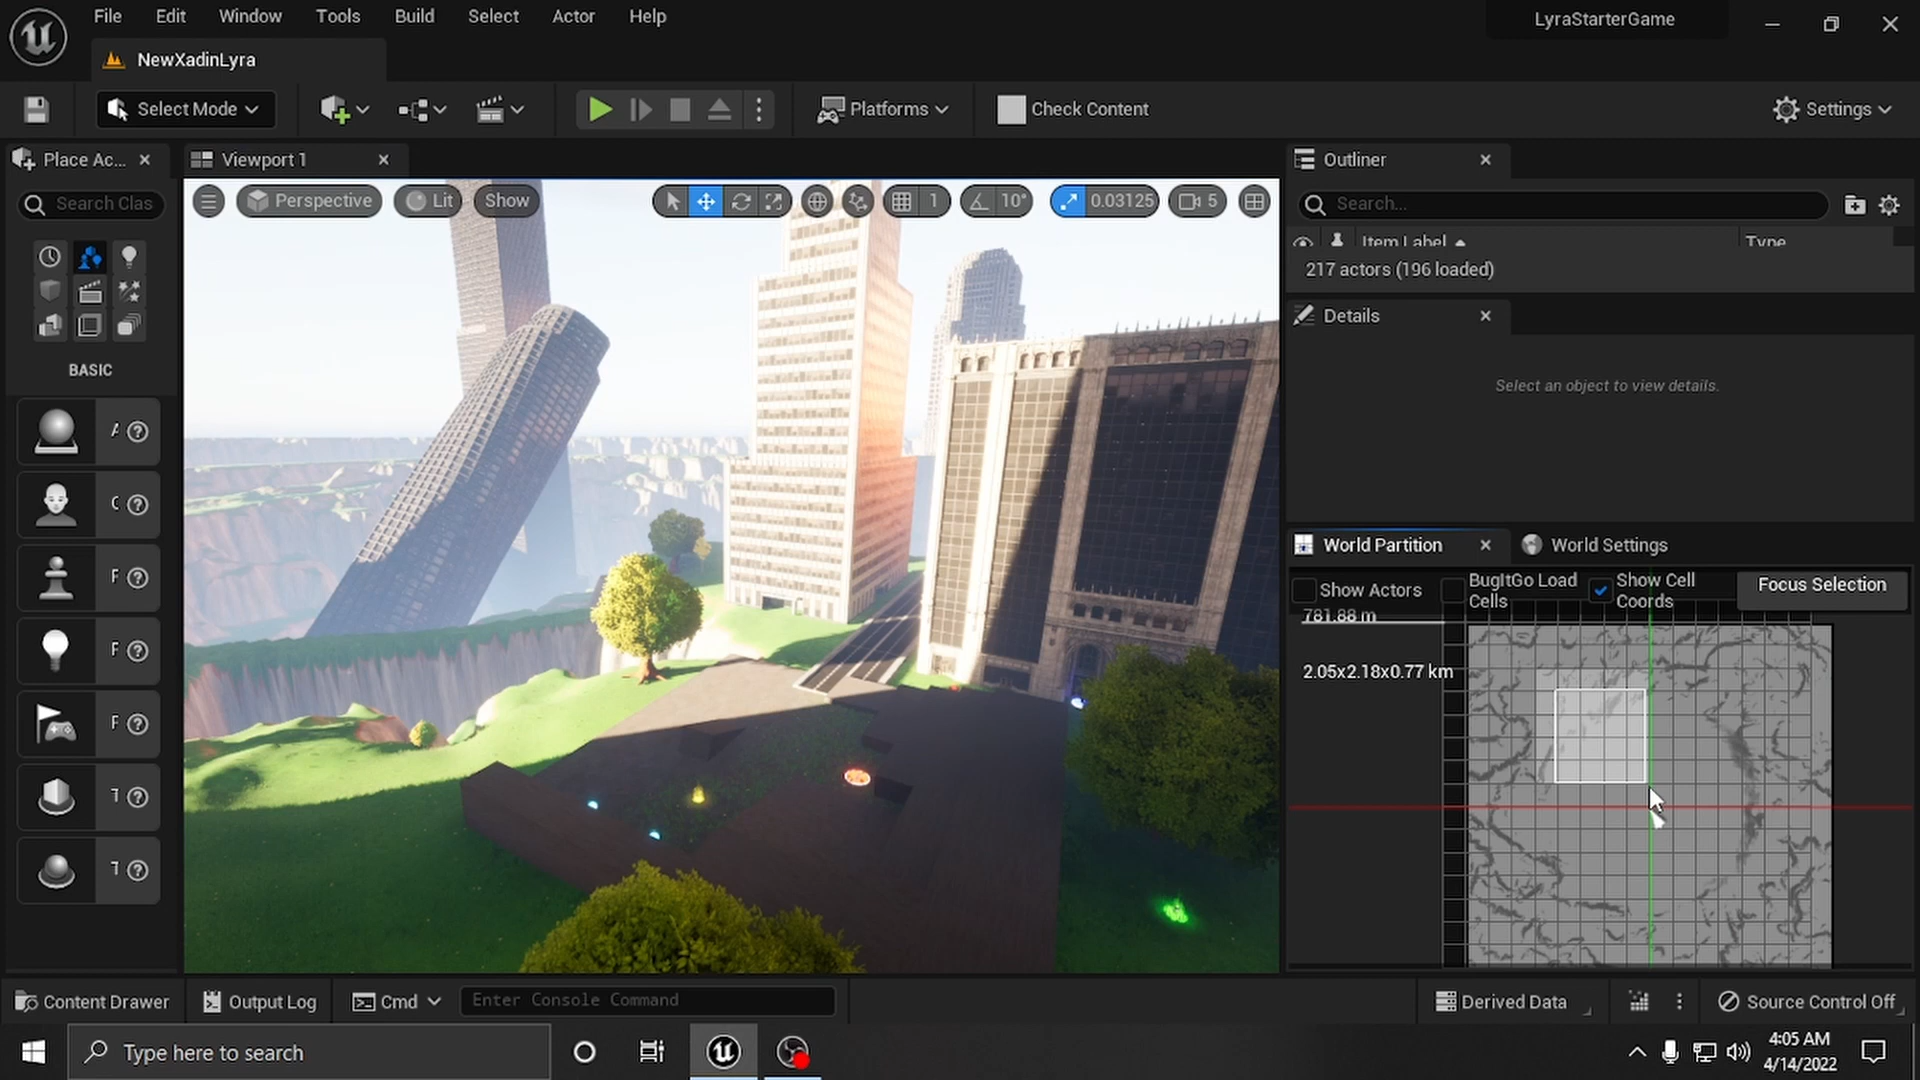 File Edit Window Tools Build Select Actor Help
LyraStarterGame
NewXadinLyra
Select Mode
Platforms
Check Content
Settings
Place Ac...
Viewport 1
Outliner
Search Clas
Perspective
Lit
Show
1
10°
0.03125
5
Search...
Item Label
Type
217 actors (196 loaded)
Details
Select an object to view details.
BASIC
A
C
F
F
F
T
T
World Partition
World Settings
Show Actors
BugItGo Load Cells
Show Cell Coords
Focus Selection
781.88 m
2.05x2.18x0.77 km
Content Drawer
Output Log
Cmd
Enter Console Command
Derived Data
Source Control Off
Type here to search
4:05 AM
4/14/2022